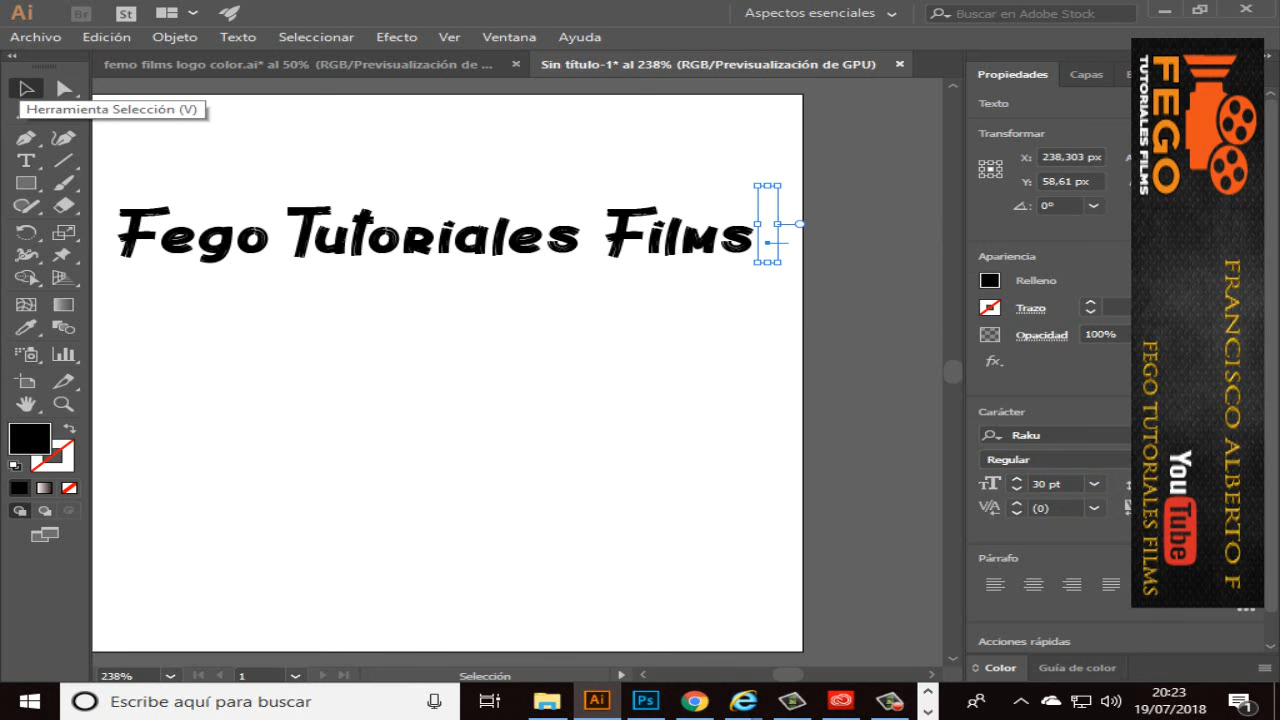 Ai
Br
St
Aspectos esenciales
Buscar en Adobe Stock
Archivo
Edición
Objeto
Texto
Seleccionar
Efecto
Ver
Ventana
Ayuda
femo films logo color.ai* al 50% (RGB/Previsualización de ...
Sin título-1* al 238% (RGB/Previsualización de GPU)
Herramienta Selección (V)
Fego Tutoriales Films
Propiedades
Capas
Texto
Transformar
X: 238,303 px
Y: 58,61 px
0°
Apariencia
Relleno
Trazo
Opacidad 100%
fx.
Carácter
Raku
Regular
30 pt
(0)
Párrafo
Acciones rápidas
Color
Guía de color
FEGO
TUTORIALES FILMS
FRANCISCO ALBERTO F
FEGO TUTORIALES FILMS
YouTube
238%
1
Selección
Escribe aquí para buscar
Ai
Ps
20:23
19/07/2018
1